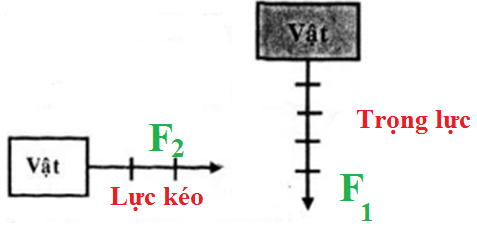 Vật
F2
Lực kéo
Vật
Trọng lực
F1